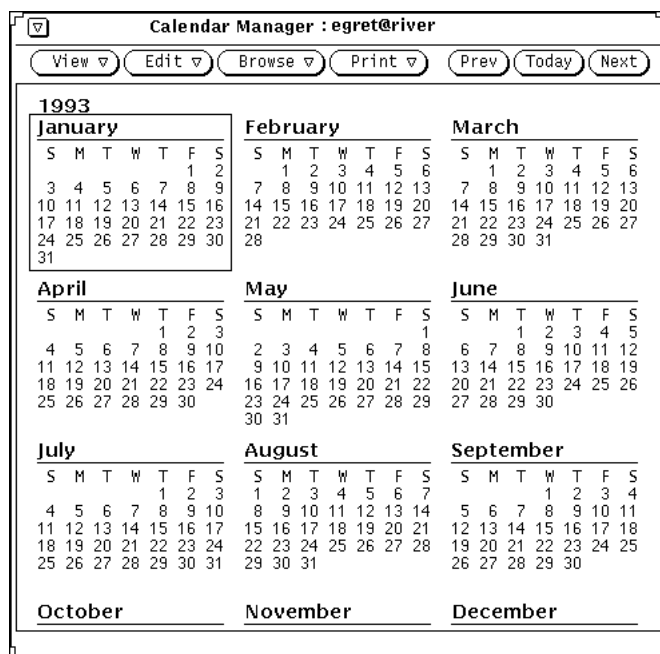 Calendar Manager : egret@river
View Edit Browse Print Prev Today Next
1993
January
S M T W T F S
1 2
3 4 5 6 7 8 9
10 11 12 13 14 15 16
17 18 19 20 21 22 23
24 25 26 27 28 29 30
31
February
S M T W T F S
1 2 3 4 5 6
7 8 9 10 11 12 13
14 15 16 17 18 19 20
21 22 23 24 25 26 27
28
March
S M T W T F S
1 2 3 4 5 6
7 8 9 10 11 12 13
14 15 16 17 18 19 20
21 22 23 24 25 26 27
28 29 30 31
April
S M T W T F S
1 2 3
4 5 6 7 8 9 10
11 12 13 14 15 16 17
18 19 20 21 22 23 24
25 26 27 28 29 30
May
S M T W T F S
1
2 3 4 5 6 7 8
9 10 11 12 13 14 15
16 17 18 19 20 21 22
23 24 25 26 27 28 29
30 31
June
S M T W T F S
1 2 3 4 5
6 7 8 9 10 11 12
13 14 15 16 17 18 19
20 21 22 23 24 25 26
27 28 29 30
July
S M T W T F S
1 2 3
4 5 6 7 8 9 10
11 12 13 14 15 16 17
18 19 20 21 22 23 24
25 26 27 28 29 30 31
August
S M T W T F S
1 2 3 4 5 6 7
8 9 10 11 12 13 14
15 16 17 18 19 20 21
22 23 24 25 26 27 28
29 30 31
September
S M T W T F S
1 2 3 4
5 6 7 8 9 10 11
12 13 14 15 16 17 18
19 20 21 22 23 24 25
26 27 28 29 30
October
November
December